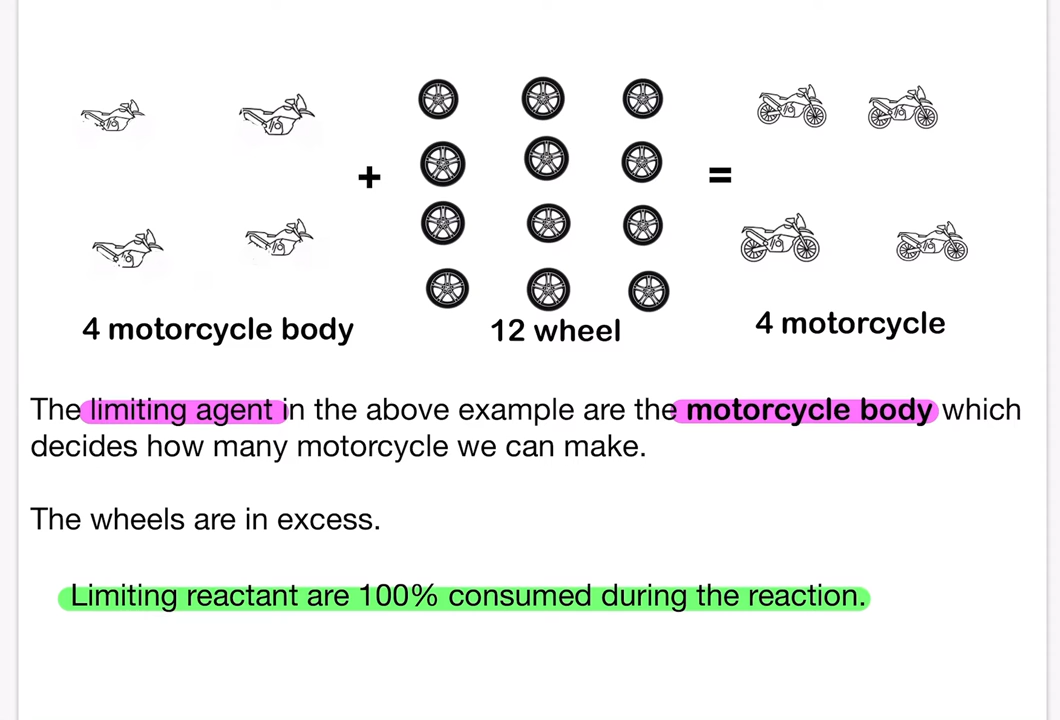 +
=
4 motorcycle body
12 wheel
4 motorcycle
The limiting agent in the above example are the motorcycle body which
decides how many motorcycle we can make.
The wheels are in excess.
Limiting reactant are 100% consumed during the reaction.